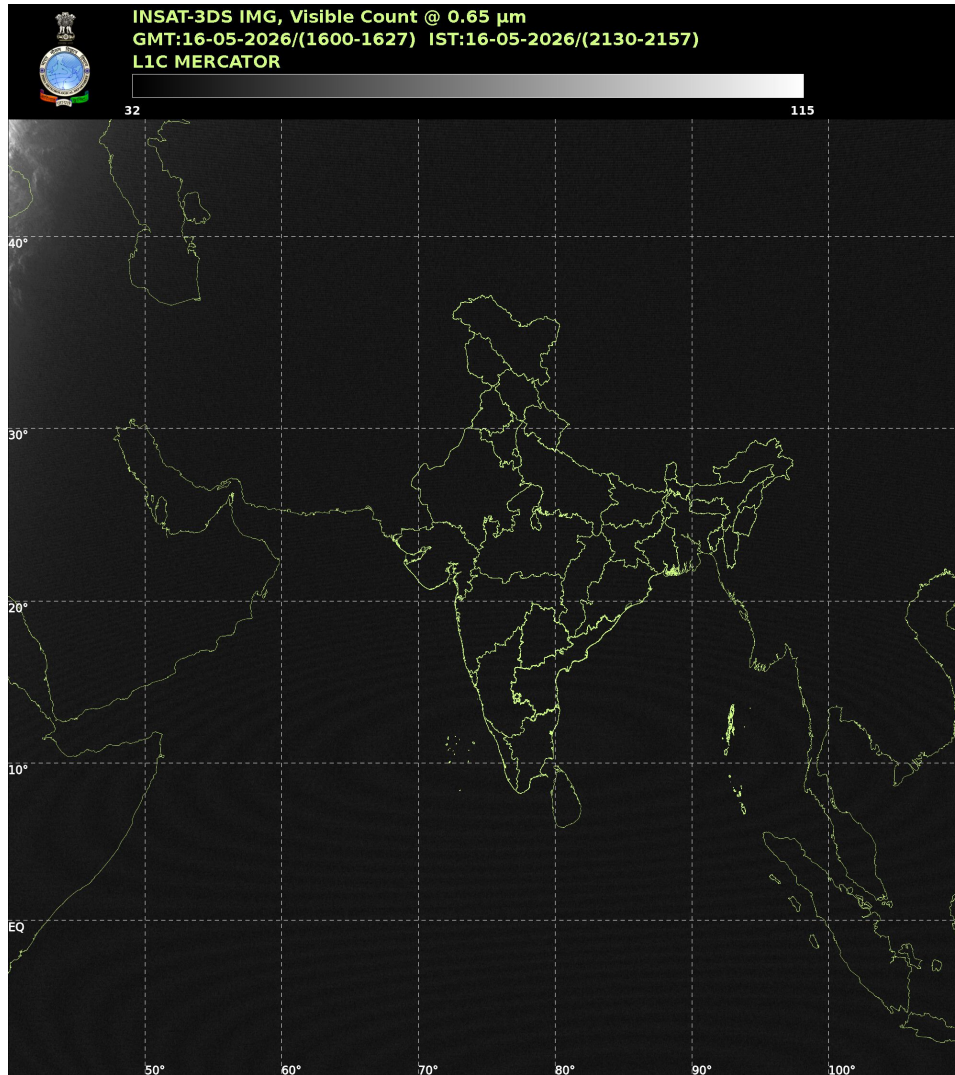 INSAT-3DS IMG, Visible Count @ 0.65 μm
GMT:16-05-2026/(1600-1627) IST:16-05-2026/(2130-2157)
L1C MERCATOR
32 115
40°
30°
20°
10°
EQ
50° 60° 70° 80° 90° 100°